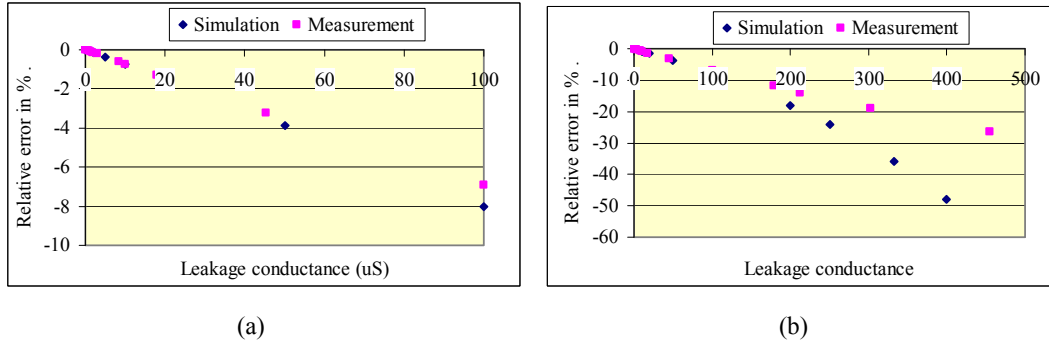 Simulation Measurement
0
-2
-4
-6
-8
-10
0 20 40 60 80 100
Relative error in % .
Leakage conductance (uS)
(a)
Simulation Measurement
0
-10
-20
-30
-40
-50
-60
0 100 200 300 400 500
Relative error in % .
Leakage conductance
(b)